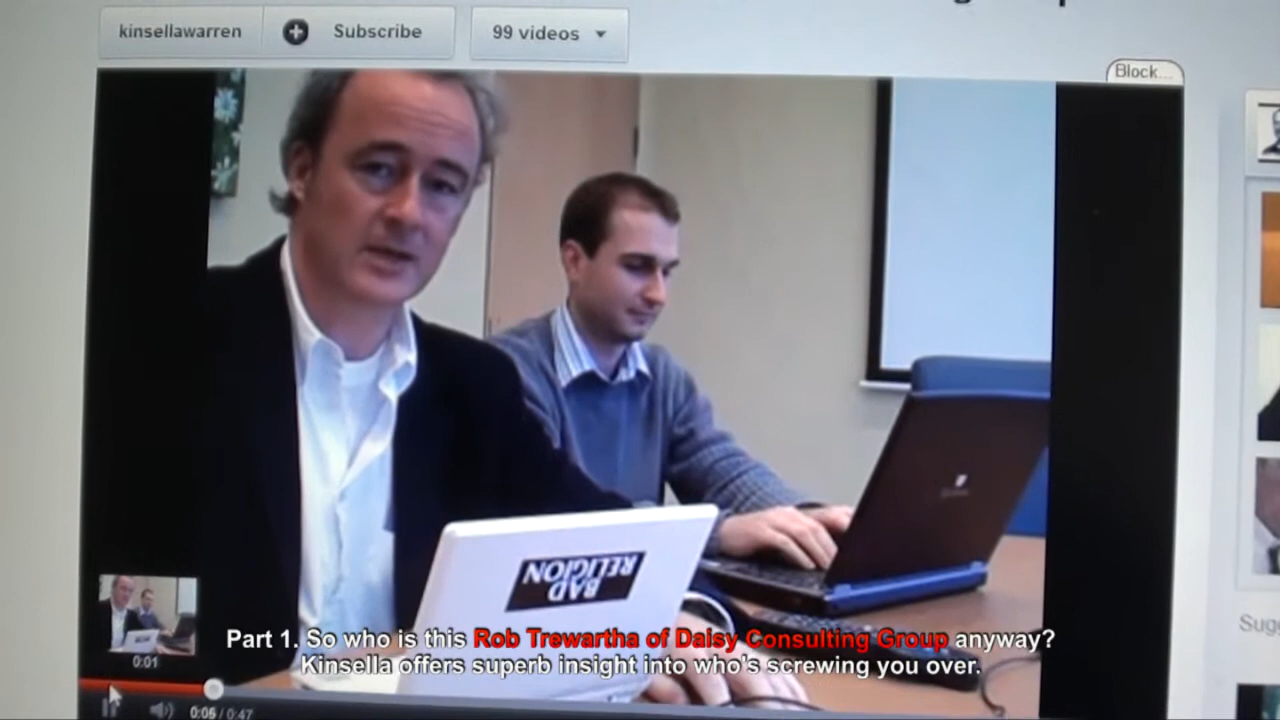 kinsellawarren
Subscribe
99 videos
Block...
BAD
RELIGION
0:01
Part 1. So who is this Rob Trewartha of Daisy Consulting Group anyway?
Kinsella offers superb insight into who's screwing you over.
0:05 / 0:47